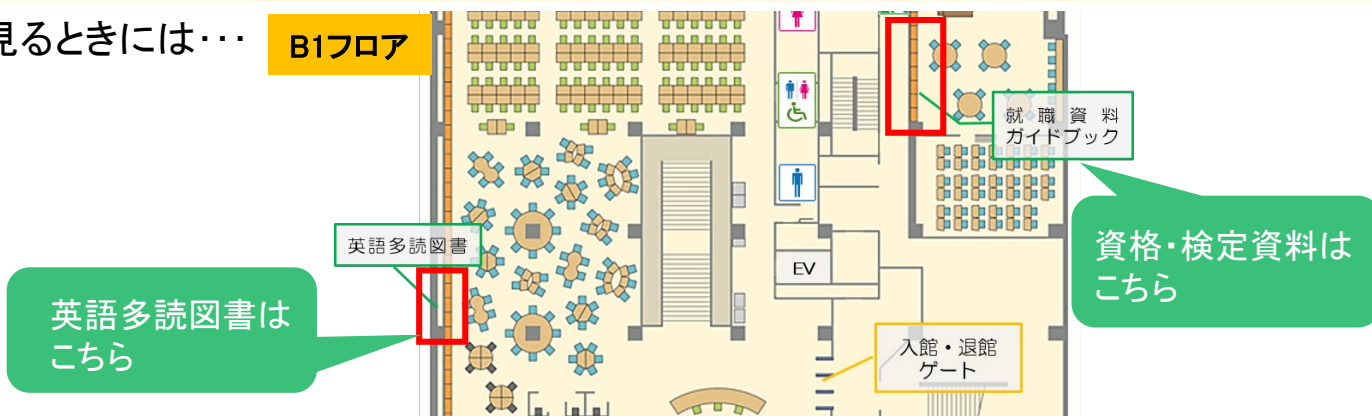 見るときには･･･
B1フロア
就職資料
ガイドブック
英語多読図書
資格・検定資料は
こちら
EV
英語多読図書は
こちら
入館・退館
ゲート